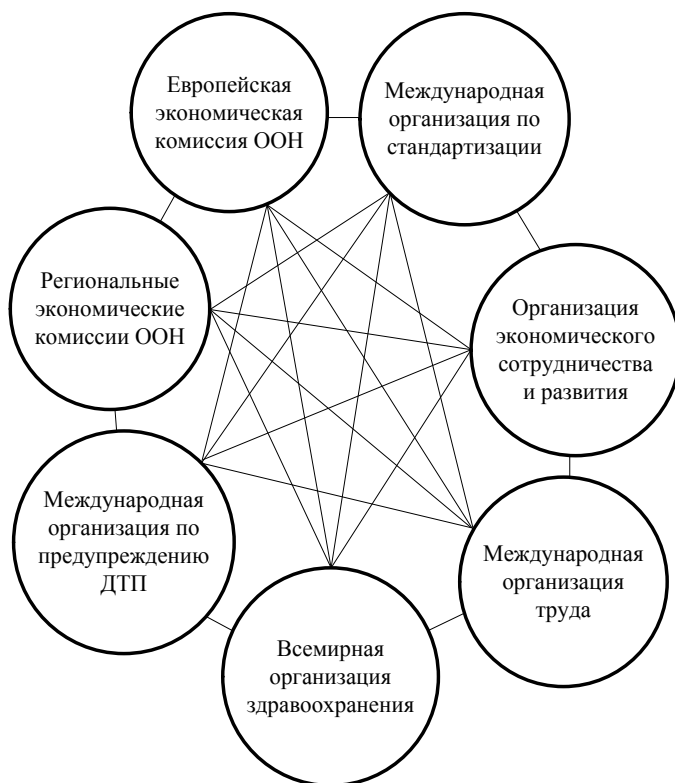 Европейская
экономическая
комиссия ООН
Международная
организация по
стандартизации
Региональные
экономические
комиссии ООН
Организация
экономического
сотрудничества
и развития
Международная
организация по
предупреждению
ДТП
Международная
организация
труда
Всемирная
организация
здравоохранения